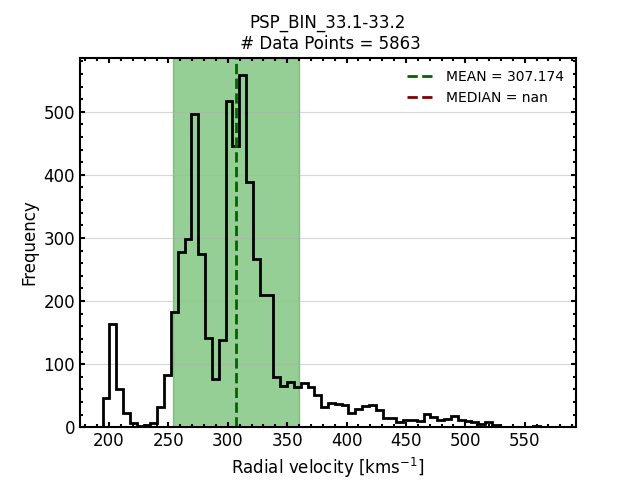 PSP_BIN_33.1-33.2
# Data Points = 5863
MEAN = 307.174
MEDIAN = nan
Frequency
500
400
300
200
100
0
200 250 300 350 400 450 500 550
Radial velocity [kms⁻¹]